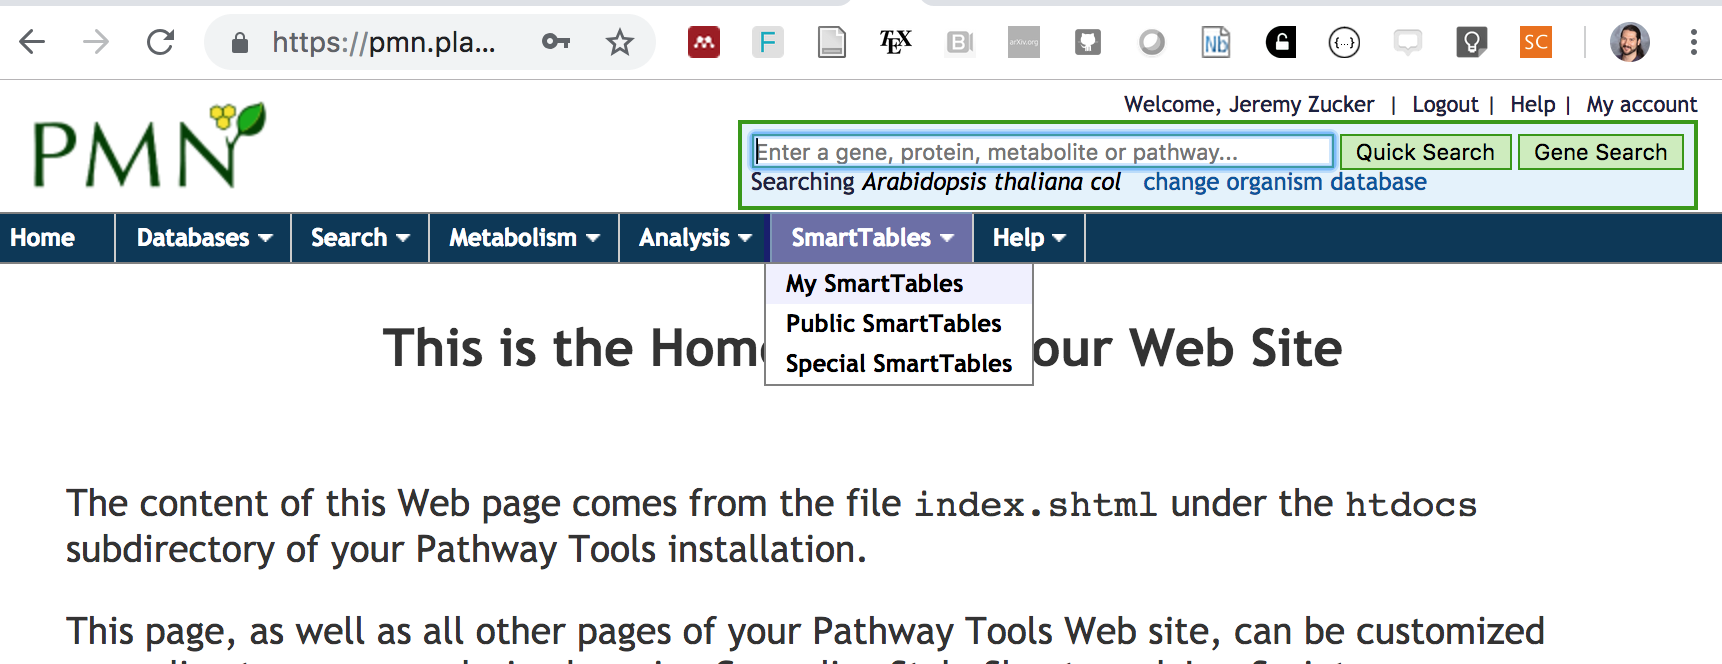 https://pmn.pla...
F
TEX
B
arXiv.org
Nb
{...}
SC
Welcome, Jeremy Zucker | Logout | Help | My account
PMN
Enter a gene, protein, metabolite or pathway...
Quick Search
Gene Search
Searching Arabidopsis thaliana col change organism database
Home Databases Search Metabolism Analysis SmartTables Help
My SmartTables
Public SmartTables
Special SmartTables
This is the Hom our Web Site
The content of this Web page comes from the file index.shtml under the htdocs
subdirectory of your Pathway Tools installation.
This page, as well as all other pages of your Pathway Tools Web site, can be customized